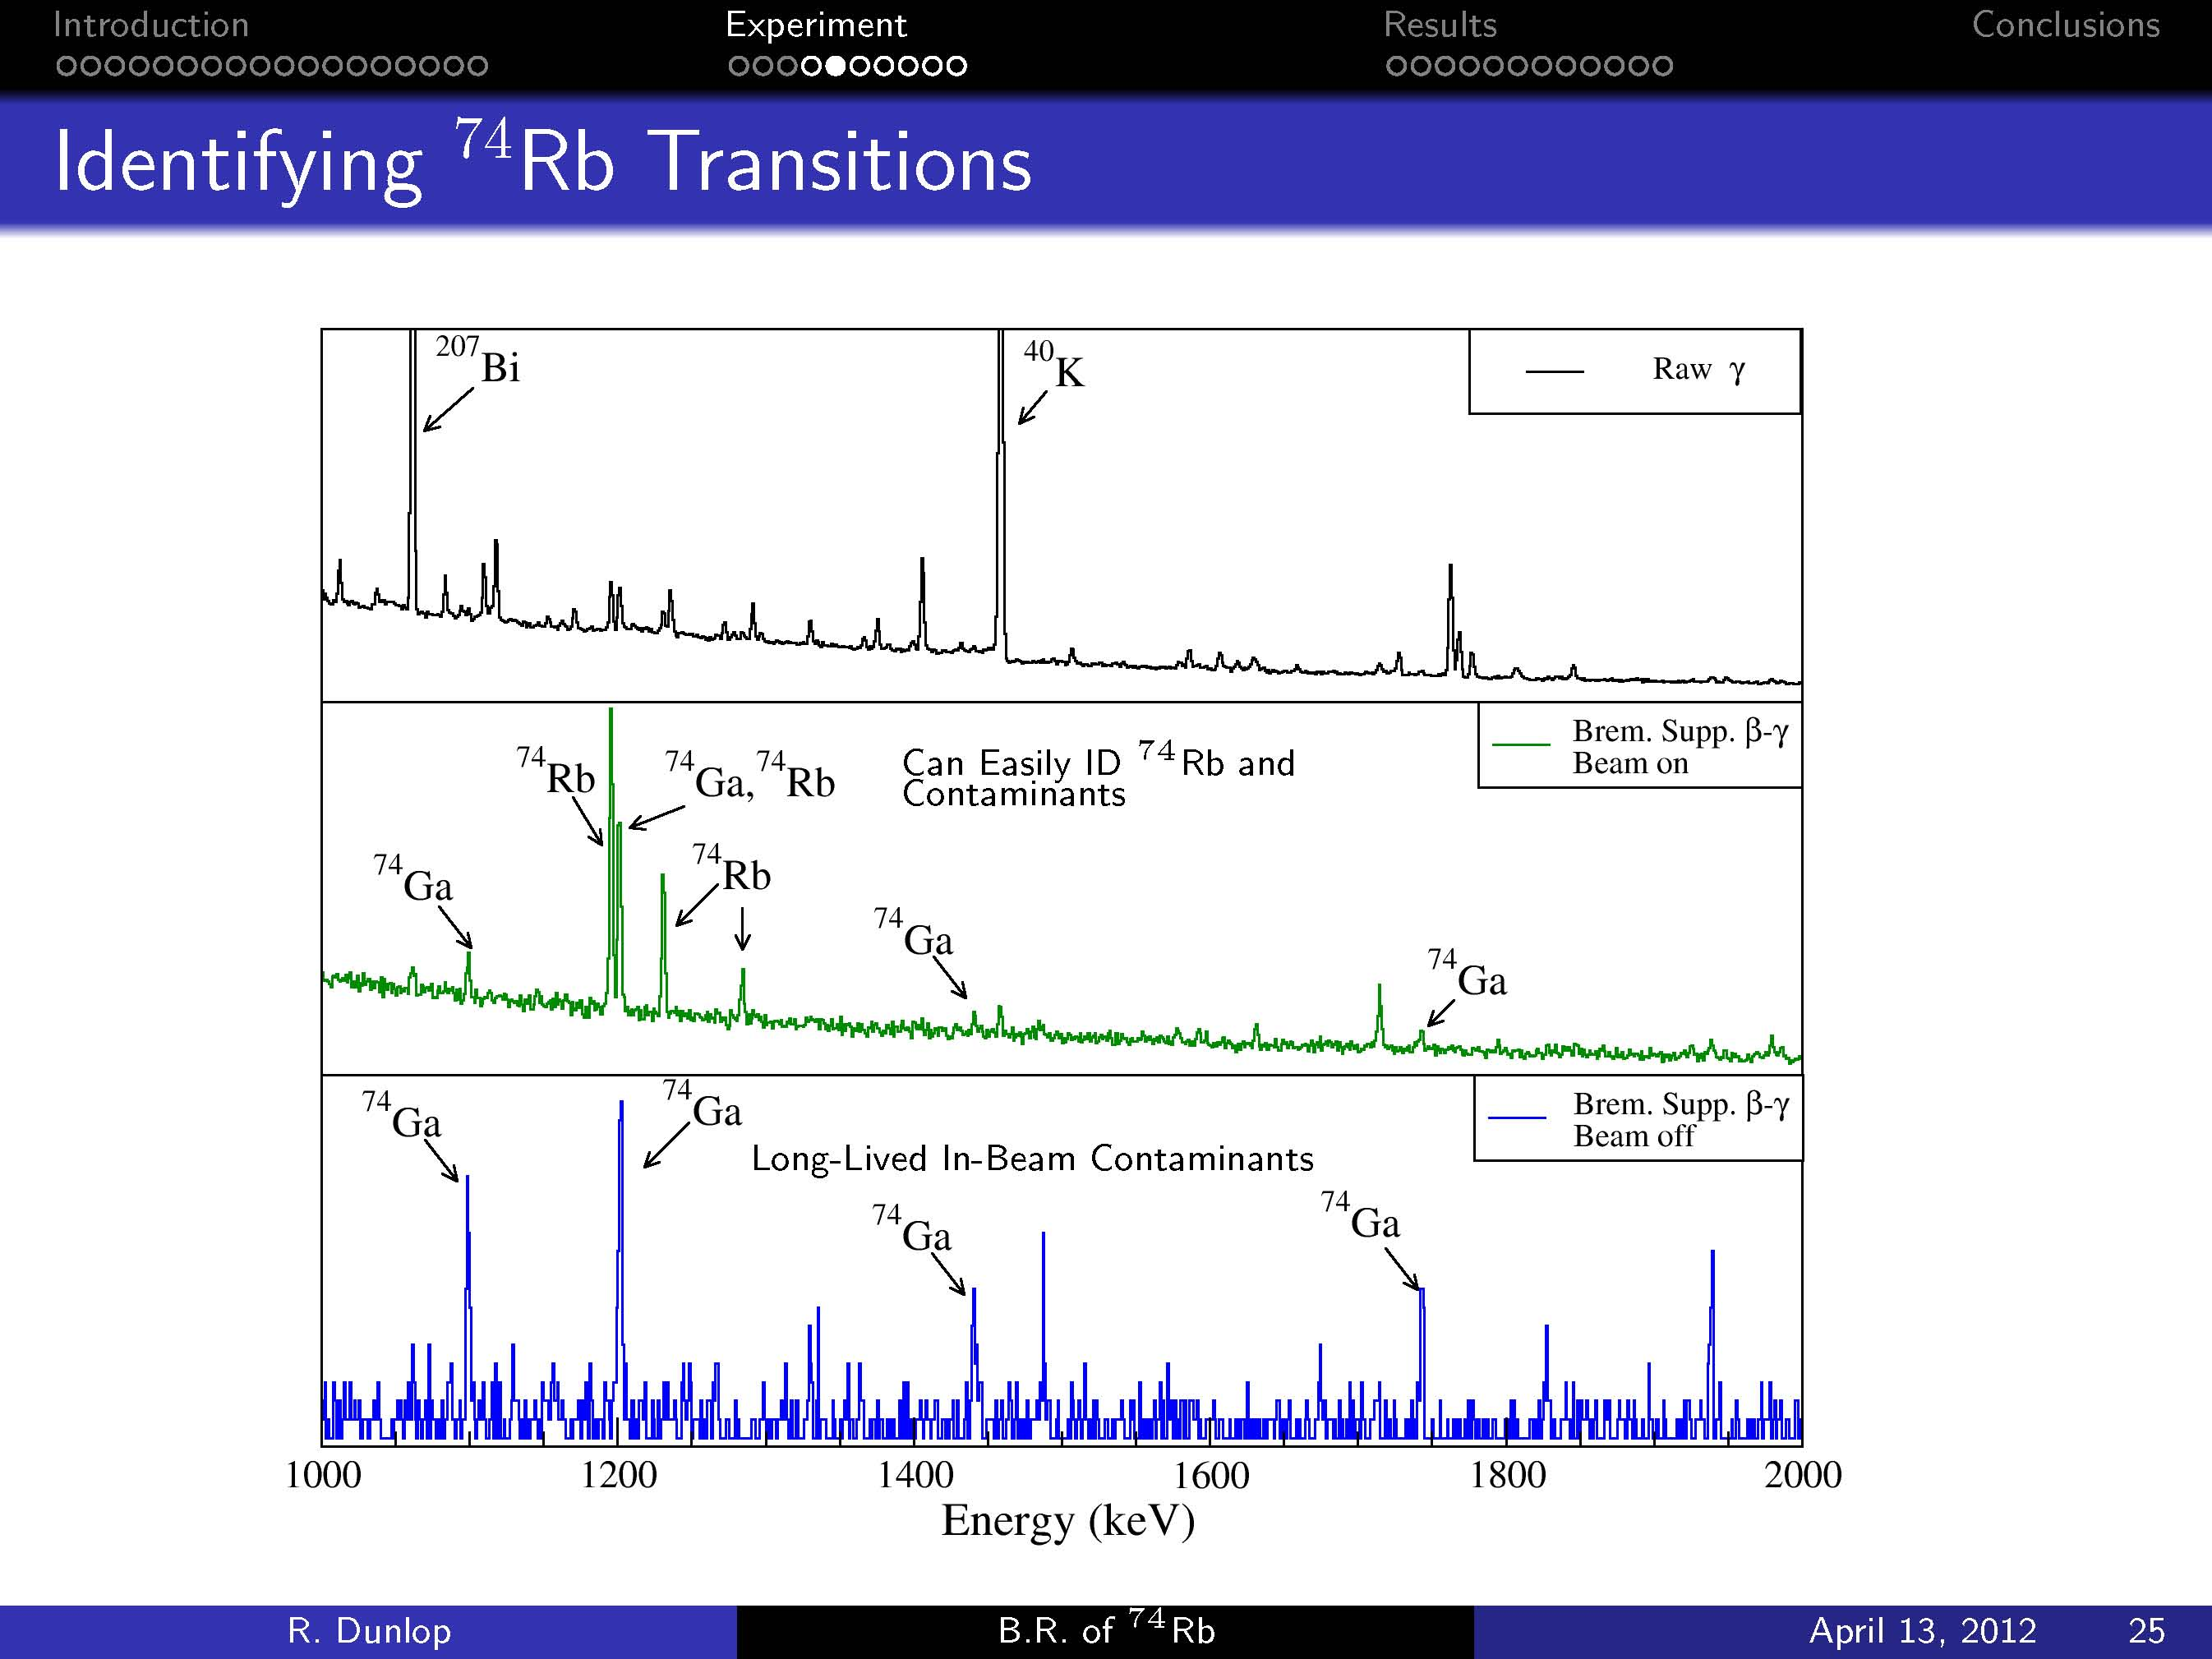 Introduction Experiment Results Conclusions
Identifying ⁷⁴Rb Transitions
²⁰⁷Bi
⁴⁰K
Raw γ
⁷⁴Rb
⁷⁴Ga, ⁷⁴Rb
Can Easily ID ⁷⁴Rb and
Contaminants
Brem. Supp. β-γ
Beam on
⁷⁴Ga
⁷⁴Rb
⁷⁴Ga
⁷⁴Ga
⁷⁴Ga
⁷⁴Ga
Long-Lived In-Beam Contaminants
Brem. Supp. β-γ
Beam off
⁷⁴Ga
⁷⁴Ga
1000 1200 1400 1600 1800 2000
Energy (keV)
R. Dunlop B.R. of ⁷⁴Rb April 13, 2012 25